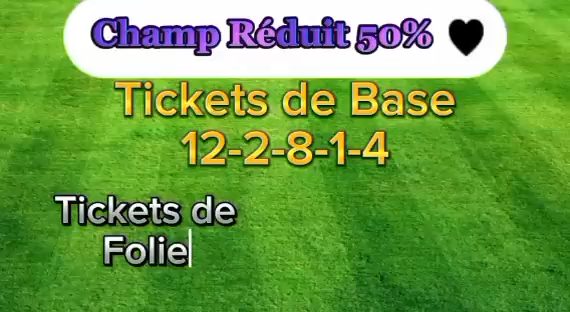 Champ Réduit 50% 🖤
Tickets de Base
12-2-8-1-4
Tickets de
Folie